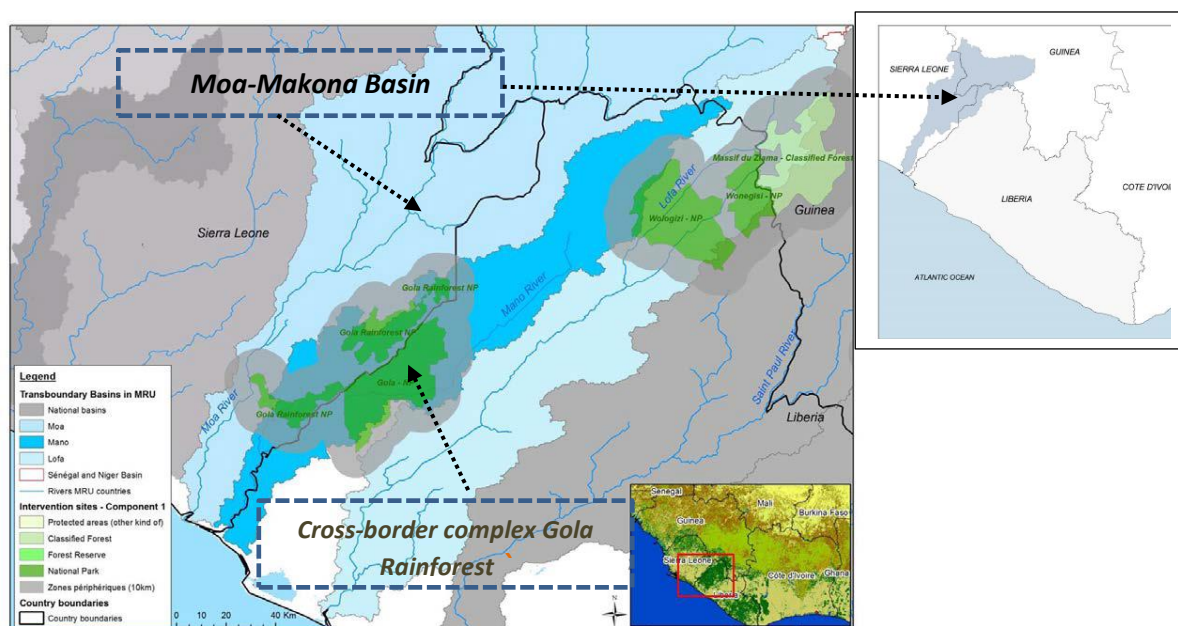 Moa-Makona Basin
Massif du Ziama - Classified Forest
Lofa River
Wonegisi - NP
Wologizi - NP
Guinea
Sierra Leone
Mano River
Gola Rainforest NP
Gola Rainforest NP
Gola - NP
Saint Paul River
Moa River
Gola Rainforest NP
Liberia
Legend
Transboundary Basins in MRU
National basins
Moa
Mano
Lofa
Sénégal and Niger Basin
Rivers MRU countries
Intervention sites - Component 1
Protected areas (other kind of)
Classified Forest
Forest Reserve
National Park
Zones périphériques (10km)
Country boundaries
Country boundaries
Cross-border complex Gola
Rainforest
0 10 20 40 Km
N
Senegal
Mali
Burkina Faso
Guinea
Sierra Leone
Côte d'Ivoire
Ghana
Liberia
GUINEA
SIERRA LEONE
LIBERIA
COTE D'IVOI
ATLANTIC OCEAN